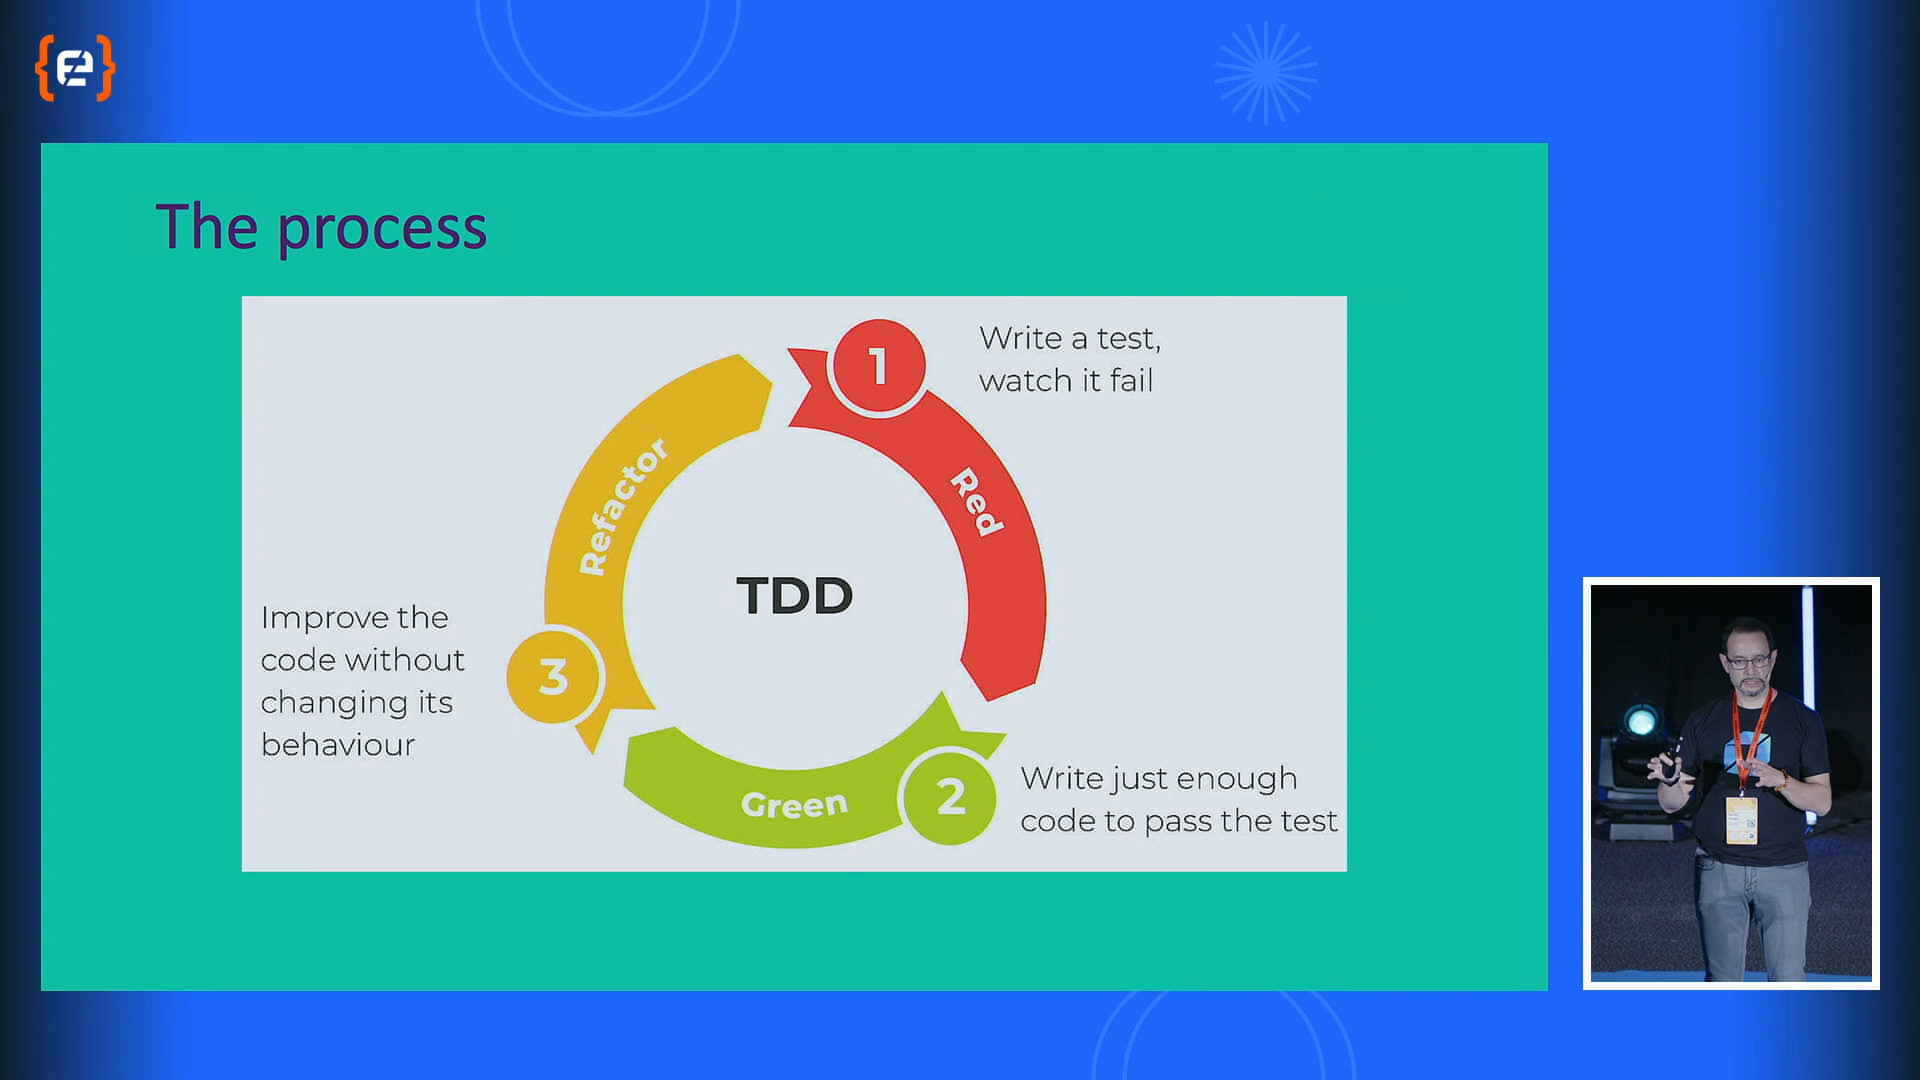 The process
1
Write a test,
watch it fail
Red
Refactor
TDD
Improve the
code without
changing its
behaviour
3
Green
2
Write just enough
code to pass the test